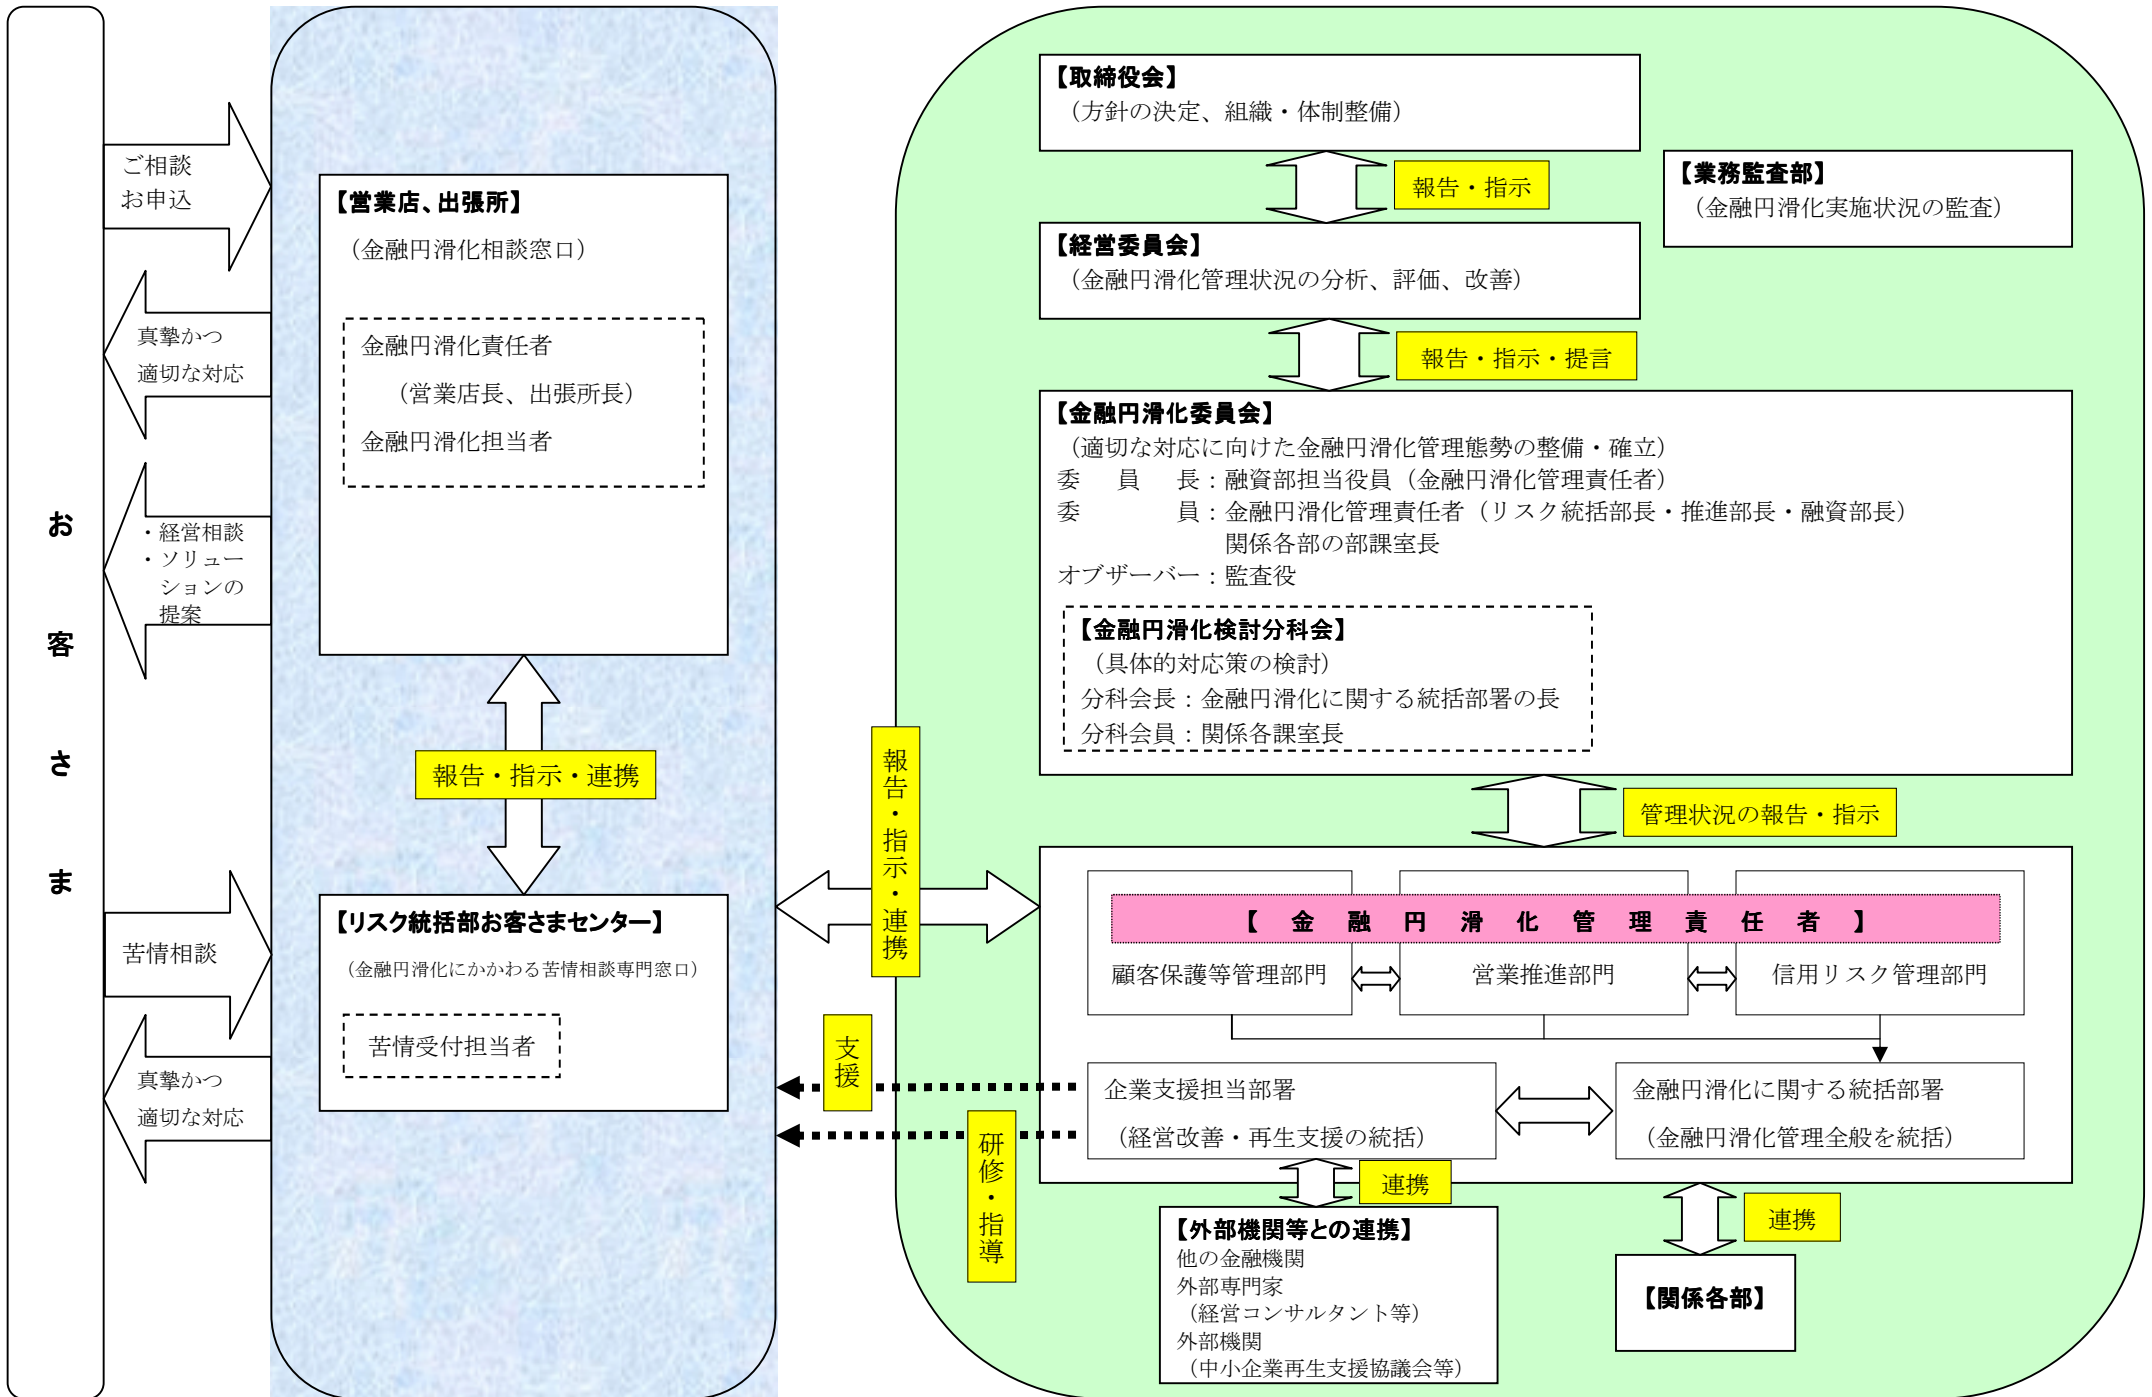 お客さま
ご相談
お申込
真摯かつ
適切な対応
・経営相談
・ソリュー
ションの
提案
苦情相談
真摯かつ
適切な対応
【営業店、出張所】
（金融円滑化相談窓口）
金融円滑化責任者
（営業店長、出張所長）
金融円滑化担当者
報告・指示・連携
【リスク統括部お客さまセンター】
（金融円滑化にかかわる苦情相談専門窓口）
苦情受付担当者
報告・指示・連携
支援
研修・指導
【取締役会】
（方針の決定、組織・体制整備）
報告・指示
【業務監査部】
（金融円滑化実施状況の監査）
【経営委員会】
（金融円滑化管理状況の分析、評価、改善）
報告・指示・提言
【金融円滑化委員会】
（適切な対応に向けた金融円滑化管理態勢の整備・確立）
委　員　長：融資部担当役員（金融円滑化管理責任者）
委　　　員：金融円滑化管理責任者（リスク統括部長・推進部長・融資部長）
関係各部の部課室長
オブザーバー：監査役
【金融円滑化検討分科会】
（具体的対応策の検討）
分科会長：金融円滑化に関する統括部署の長
分科会員：関係各課室長
管理状況の報告・指示
【金融円滑化管理責任者】
顧客保護等管理部門
営業推進部門
信用リスク管理部門
企業支援担当部署
（経営改善・再生支援の統括）
金融円滑化に関する統括部署
（金融円滑化管理全般を統括）
連携
連携
【外部機関等との連携】
他の金融機関
外部専門家
（経営コンサルタント等）
外部機関
（中小企業再生支援協議会等）
【関係各部】